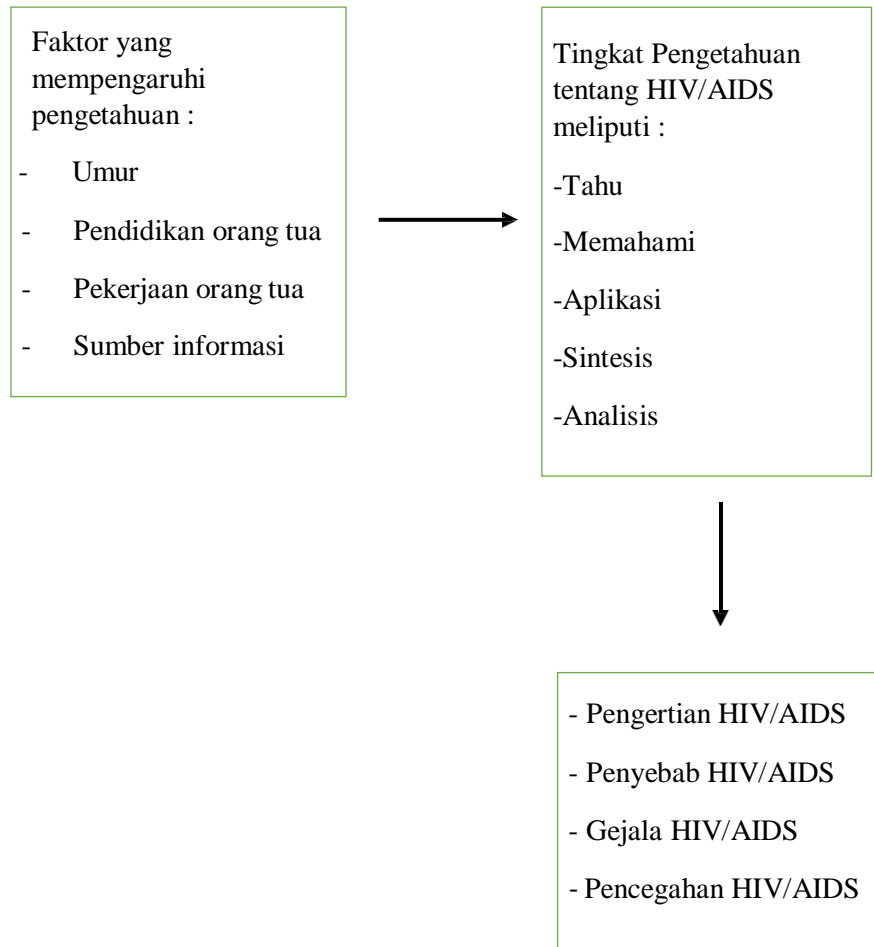 Faktor yang
mempengaruhi
pengetahuan :
- Umur
- Pendidikan orang tua
- Pekerjaan orang tua
- Sumber informasi
Tingkat Pengetahuan
tentang HIV/AIDS
meliputi :
-Tahu
-Memahami
-Aplikasi
-Sintesis
-Analisis
- Pengertian HIV/AIDS
- Penyebab HIV/AIDS
- Gejala HIV/AIDS
- Pencegahan HIV/AIDS